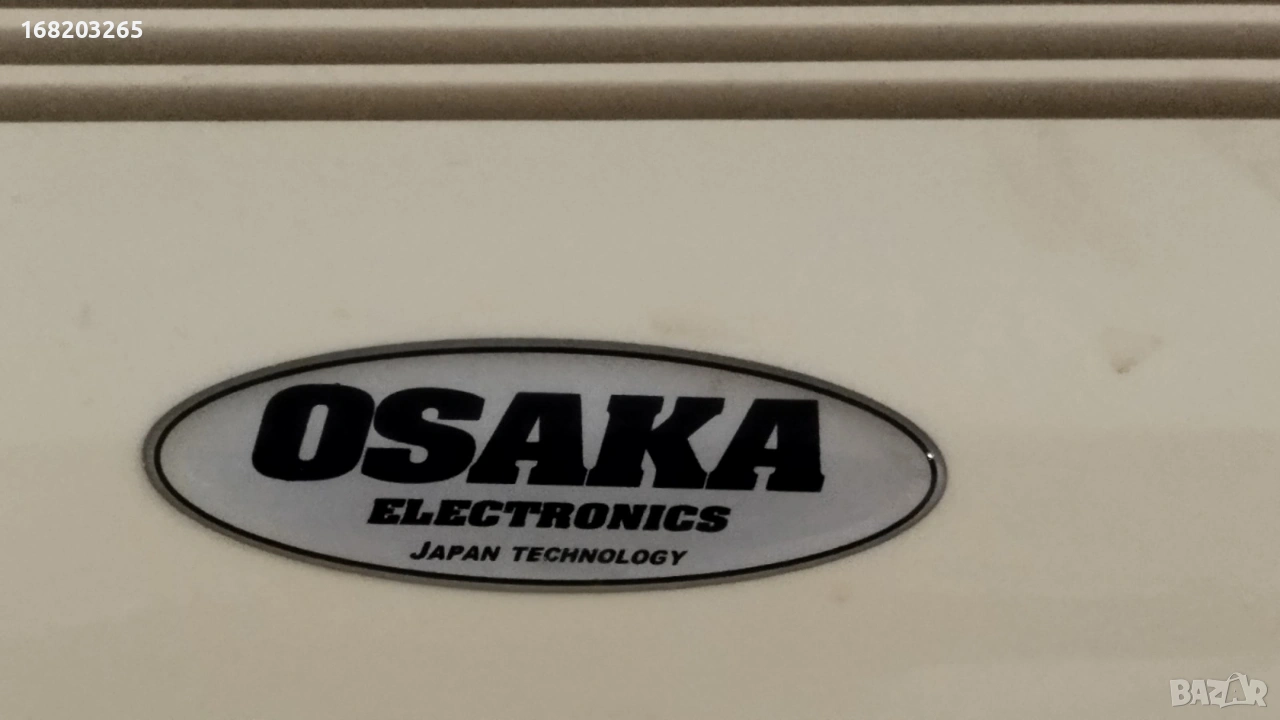 168203265
OSAKA
ELECTRONICS
JAPAN TECHNOLOGY
BAZAR